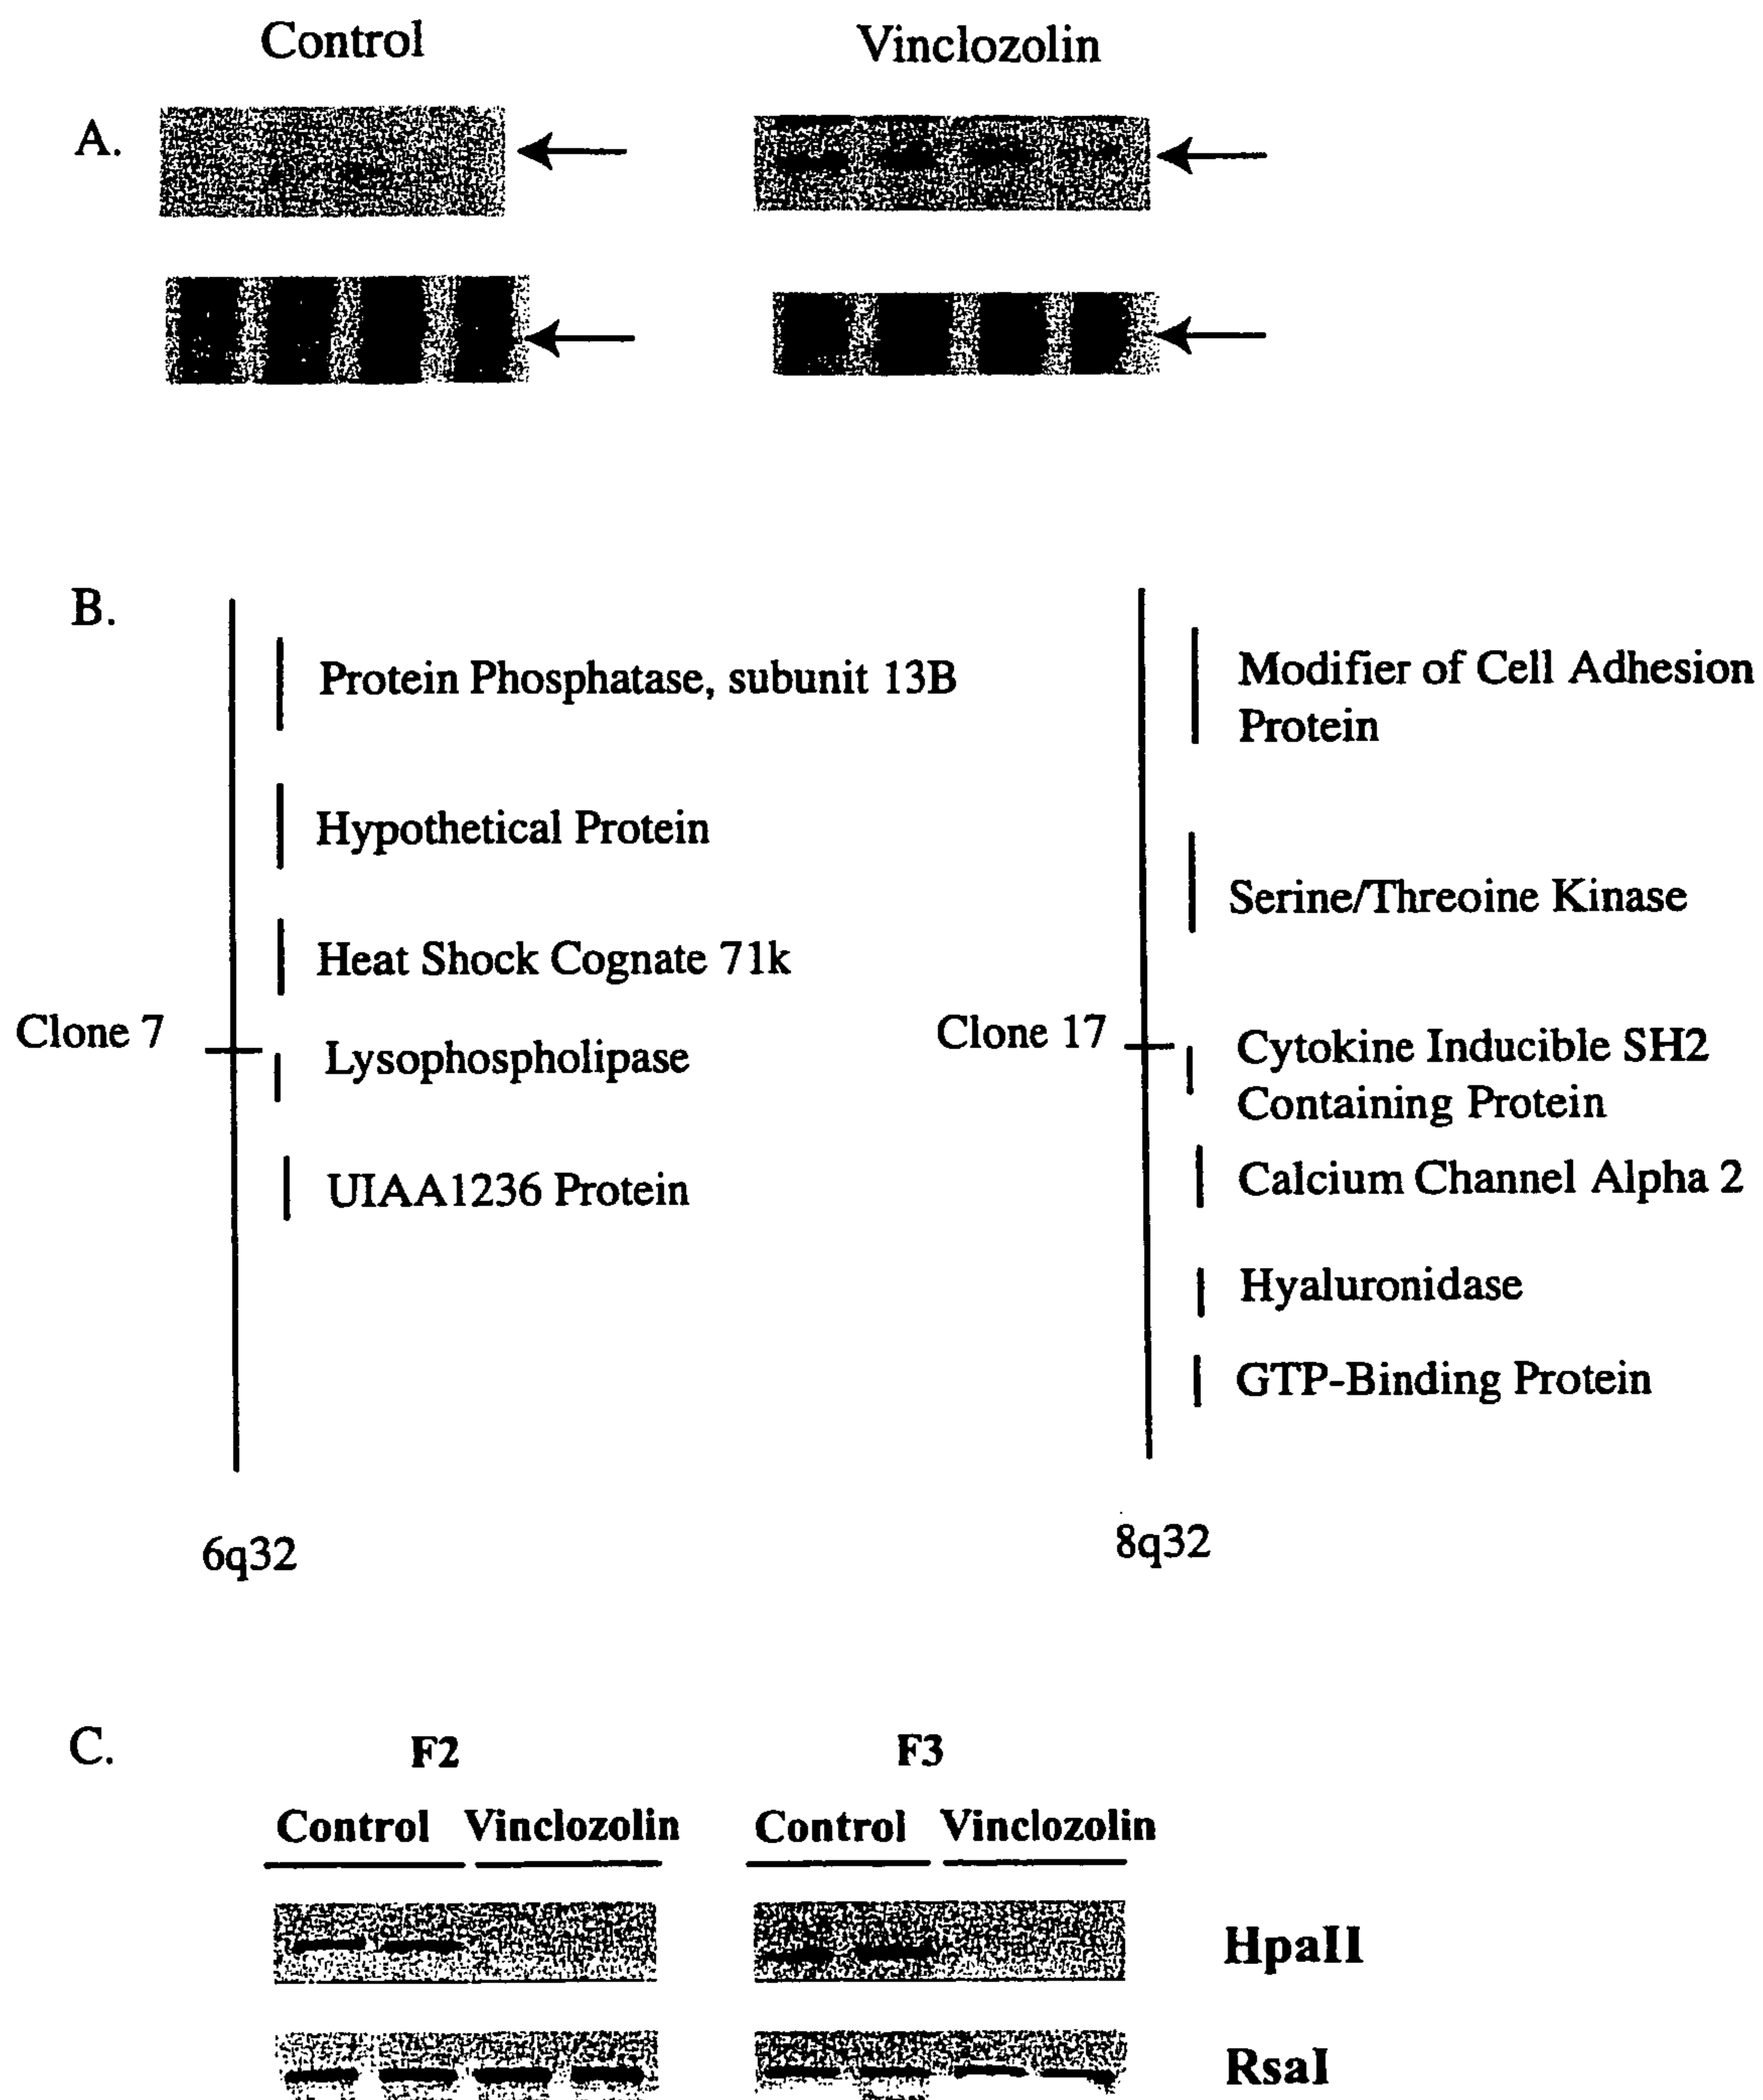 Control Vinclozolin
A.
B.
Protein Phosphatase, subunit 13B
Hypothetical Protein
Heat Shock Cognate 71k
Clone 7
Lysophospholipase
UIAA1236 Protein
6q32
Modifier of Cell Adhesion
Protein
Serine/Threoine Kinase
Clone 17
Cytokine Inducible SH2
Containing Protein
Calcium Channel Alpha 2
Hyaluronidase
GTP-Binding Protein
8q32
C.
F2 F3
Control Vinclozolin Control Vinclozolin
HpaII
RsaI